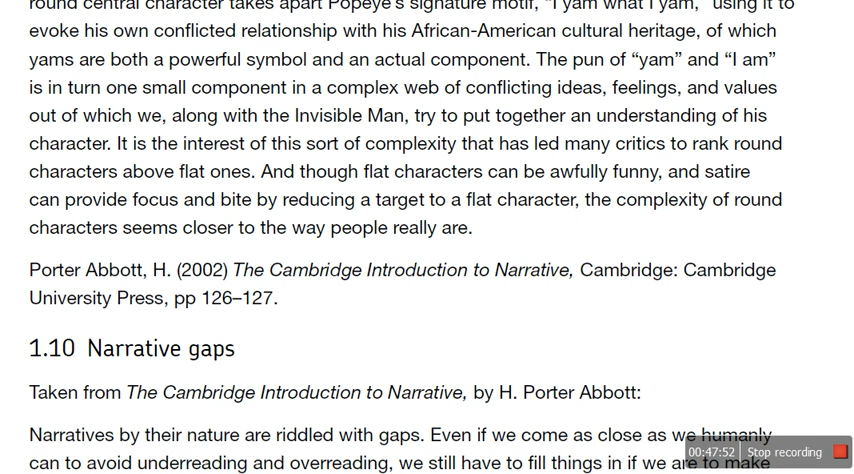 round central character takes apart Popeye's signature motif, “I yam what I yam,” using it to
evoke his own conflicted relationship with his African-American cultural heritage, of which
yams are both a powerful symbol and an actual component. The pun of “yam” and “I am”
is in turn one small component in a complex web of conflicting ideas, feelings, and values
out of which we, along with the Invisible Man, try to put together an understanding of his
character. It is the interest of this sort of complexity that has led many critics to rank round
characters above flat ones. And though flat characters can be awfully funny, and satire
can provide focus and bite by reducing a target to a flat character, the complexity of round
characters seems closer to the way people really are.
Porter Abbott, H. (2002) The Cambridge Introduction to Narrative, Cambridge: Cambridge
University Press, pp 126–127.
1.10 Narrative gaps
Taken from The Cambridge Introduction to Narrative, by H. Porter Abbott:
Narratives by their nature are riddled with gaps. Even if we come as close as we humanly
can to avoid underreading and overreading, we still have to fill things in if we are to make
00:47:52 Stop recording